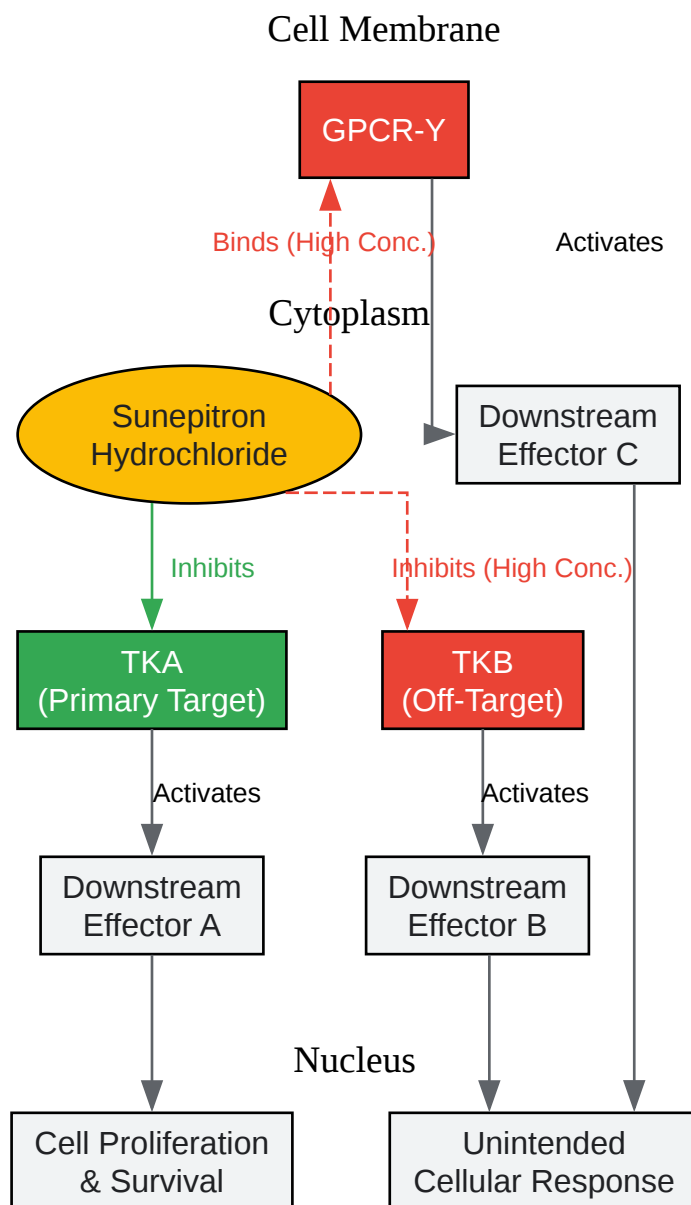 Cell Membrane
GPCR-Y
Binds (High Conc.)
Activates
Cytoplasm
Sunepitron
Hydrochloride
Downstream
Effector C
Inhibits
Inhibits (High Conc.)
TKA
(Primary Target)
TKB
(Off-Target)
Activates
Activates
Downstream
Effector A
Downstream
Effector B
Nucleus
Cell Proliferation
& Survival
Unintended
Cellular Response